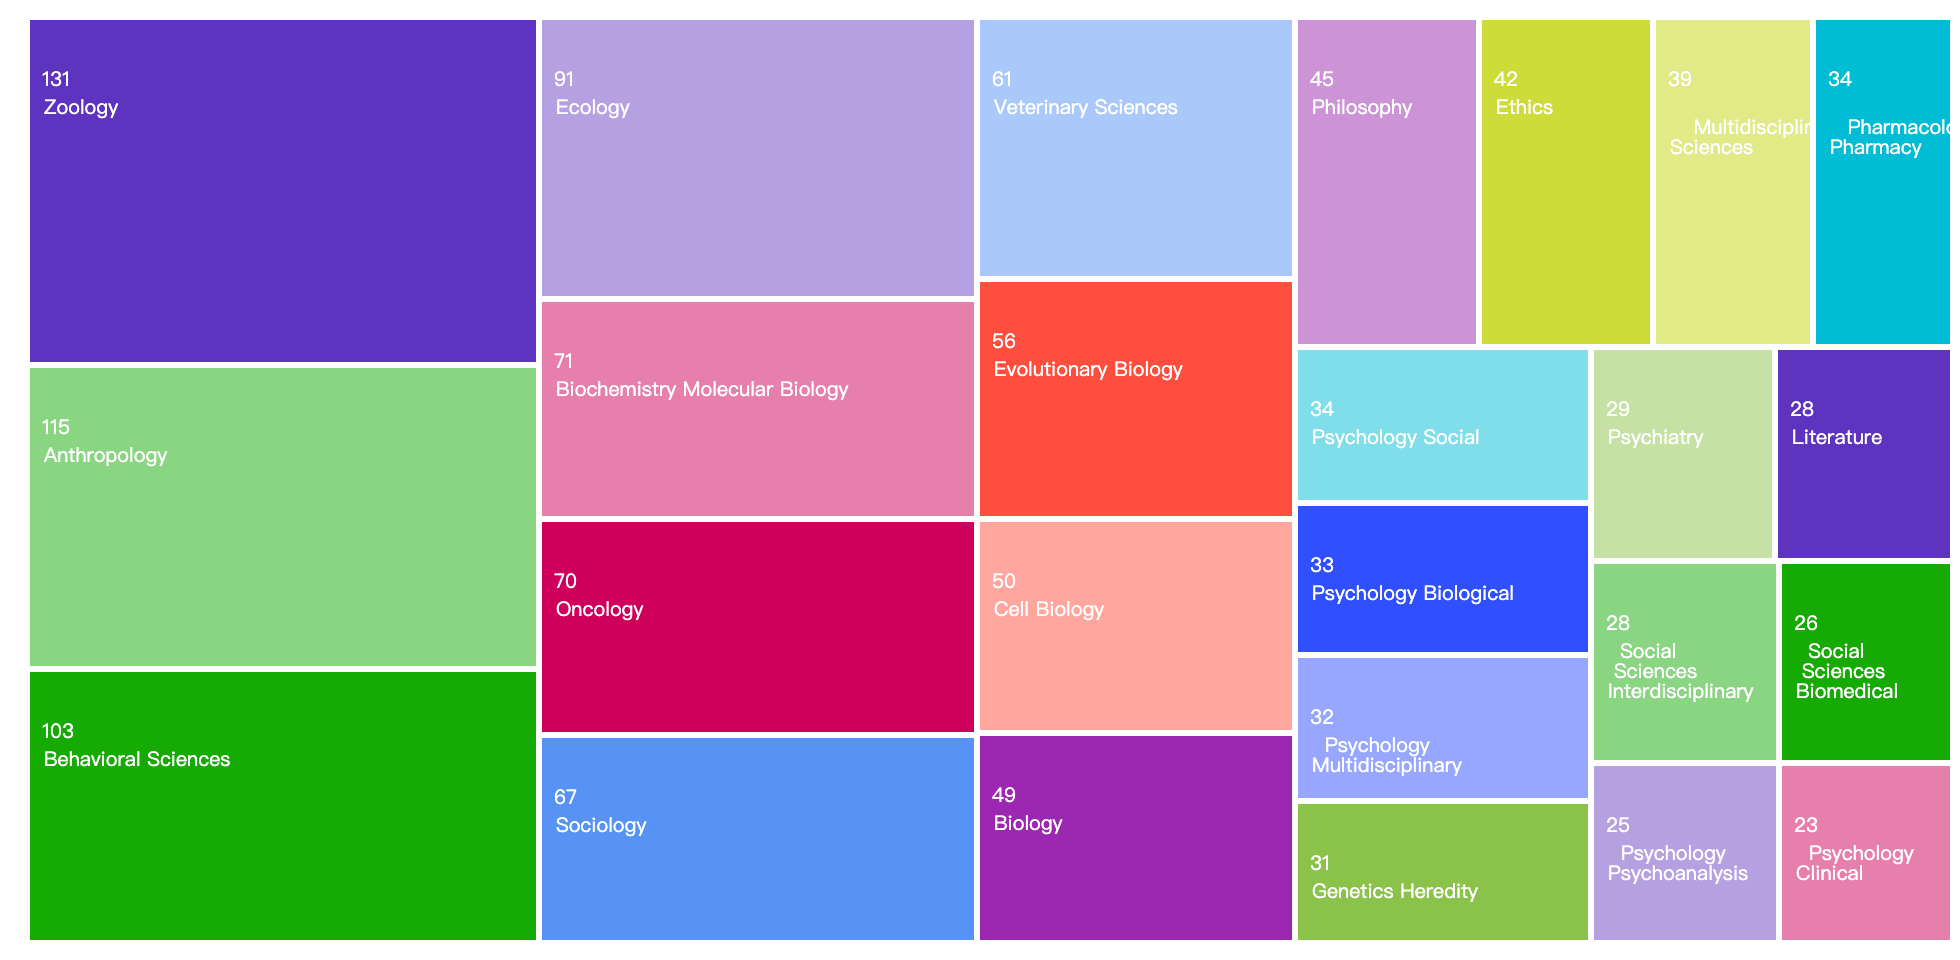 131
Zoology
115
Anthropology
103
Behavioral Sciences
91
Ecology
71
Biochemistry Molecular Biology
70
Oncology
67
Sociology
61
Veterinary Sciences
56
Evolutionary Biology
50
Cell Biology
49
Biology
45
Philosophy
42
Ethics
39
Multidisciplin
Sciences
34
Pharmacolo
Pharmacy
34
Psychology Social
33
Psychology Biological
32
Psychology
Multidisciplinary
31
Genetics Heredity
29
Psychiatry
28
Literature
28
Social
Sciences
Interdisciplinary
26
Social
Sciences
Biomedical
25
Psychology
Psychoanalysis
23
Psychology
Clinical